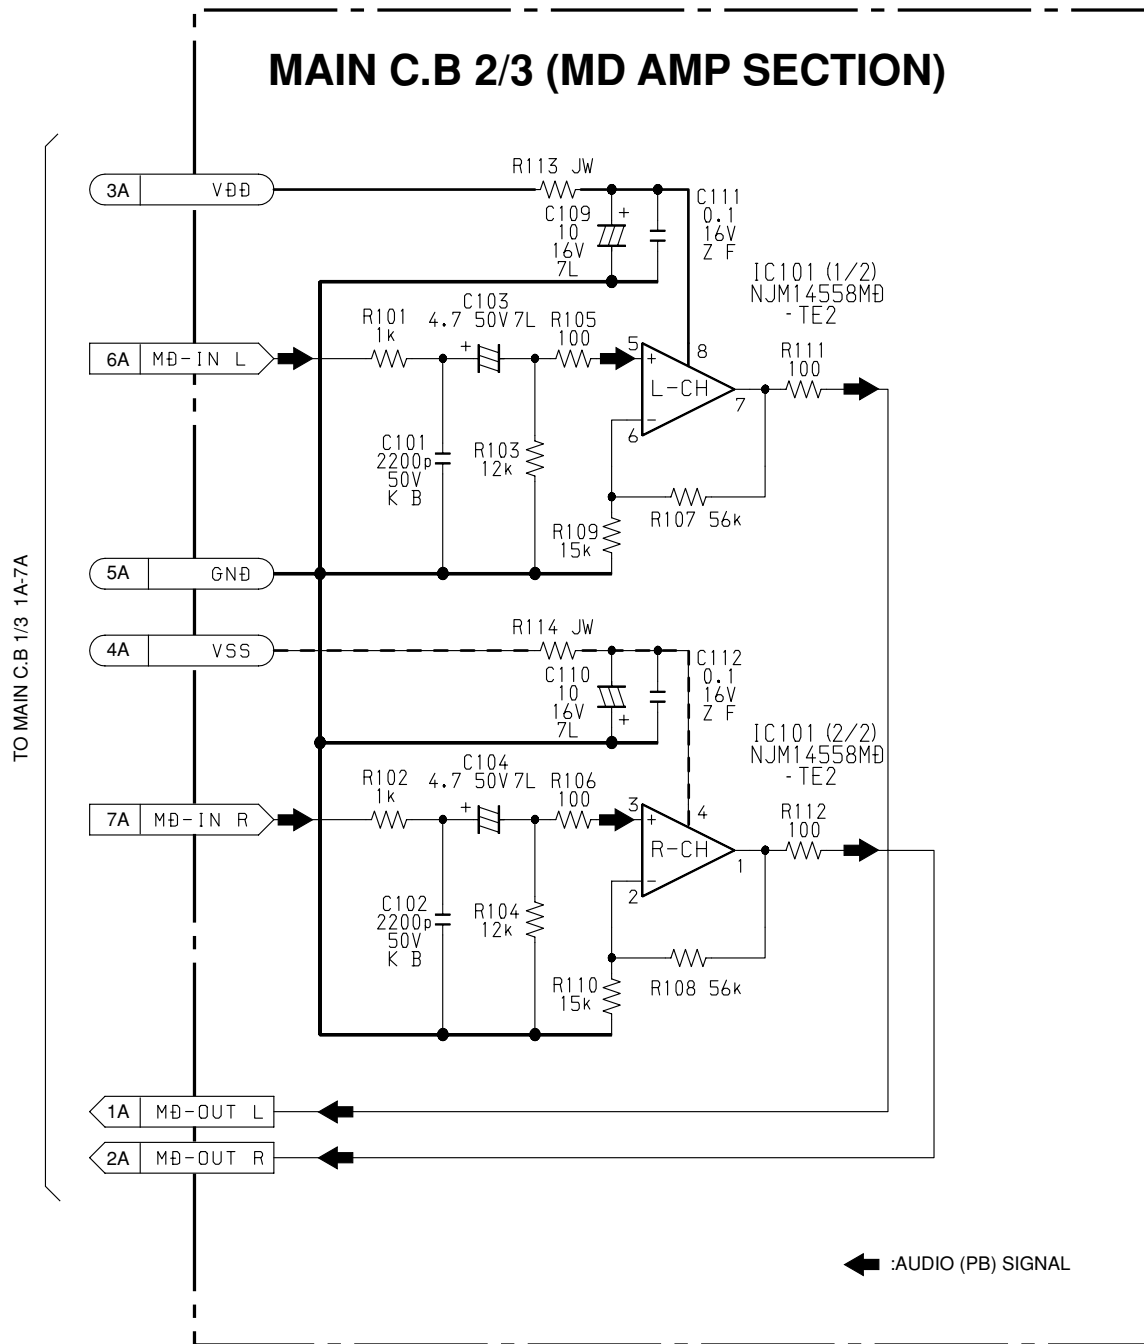 MAIN C.B 2/3 (MD AMP SECTION)
TO MAIN C.B 1/3 1A-7A
3A VDD
R113 JW
C109
10
16V
7L
+
C111
0.1
16V
Z F
IC101 (1/2)
NJM14558MD
-TE2
6A MD-IN L
R101
1k
C103
4.7 50V 7L
+
R105
100
5
+
8
L-CH
7
-
6
R111
100
C101
2200p
50V
K B
R103
12k
R107 56k
R109
15k
5A GND
4A VSS
R114 JW
C110
10
16V
7L
+
C112
0.1
16V
Z F
IC101 (2/2)
NJM14558MD
-TE2
7A MD-IN R
R102
1k
C104
4.7 50V 7L
+
R106
100
3
+
4
R-CH
1
-
2
R112
100
C102
2200p
50V
K B
R104
12k
R108 56k
R110
15k
1A MD-OUT L
2A MD-OUT R
:AUDIO (PB) SIGNAL